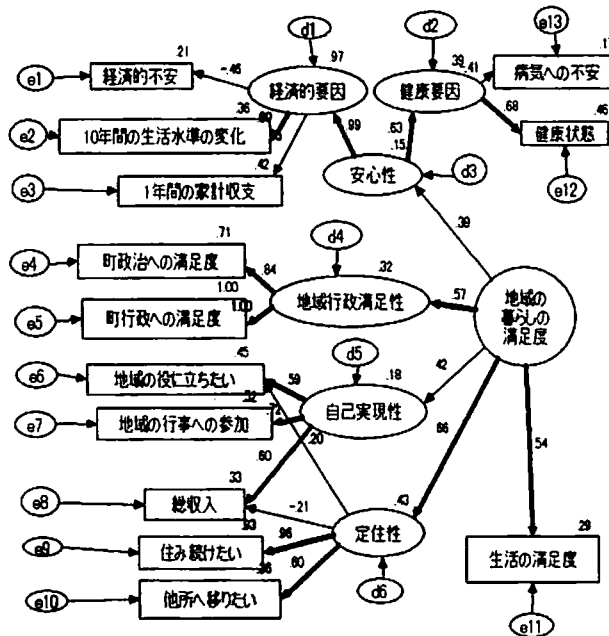 d1
d2
e13
.21
.97
.39
.41
e1
経済的不安
-.46
経済的要因
健康要因
病気への不安
.36
.68
.46
e2
10年間の生活水準の変化
.99
.63
健康状態
.42
.15
e3
1年間の家計収支
安心性
d3
e12
.39
.71
d4
e4
町政治への満足度
.84
.32
1.00
地域行政満足性
.57
地域の
暮らしの
満足度
e5
町行政への満足度
1.00
.45
d5
e6
地域の役に立ちたい
.59
.18
.42
.52
.72
自己実現性
e7
地域の行事への参加
.20
.60
.66
.54
.33
e8
総収入
-.21
.43
.29
.93
定住性
e9
住み続けたい
.96
生活の満足度
.36
.60
e10
他所へ移りたい
d6
e11